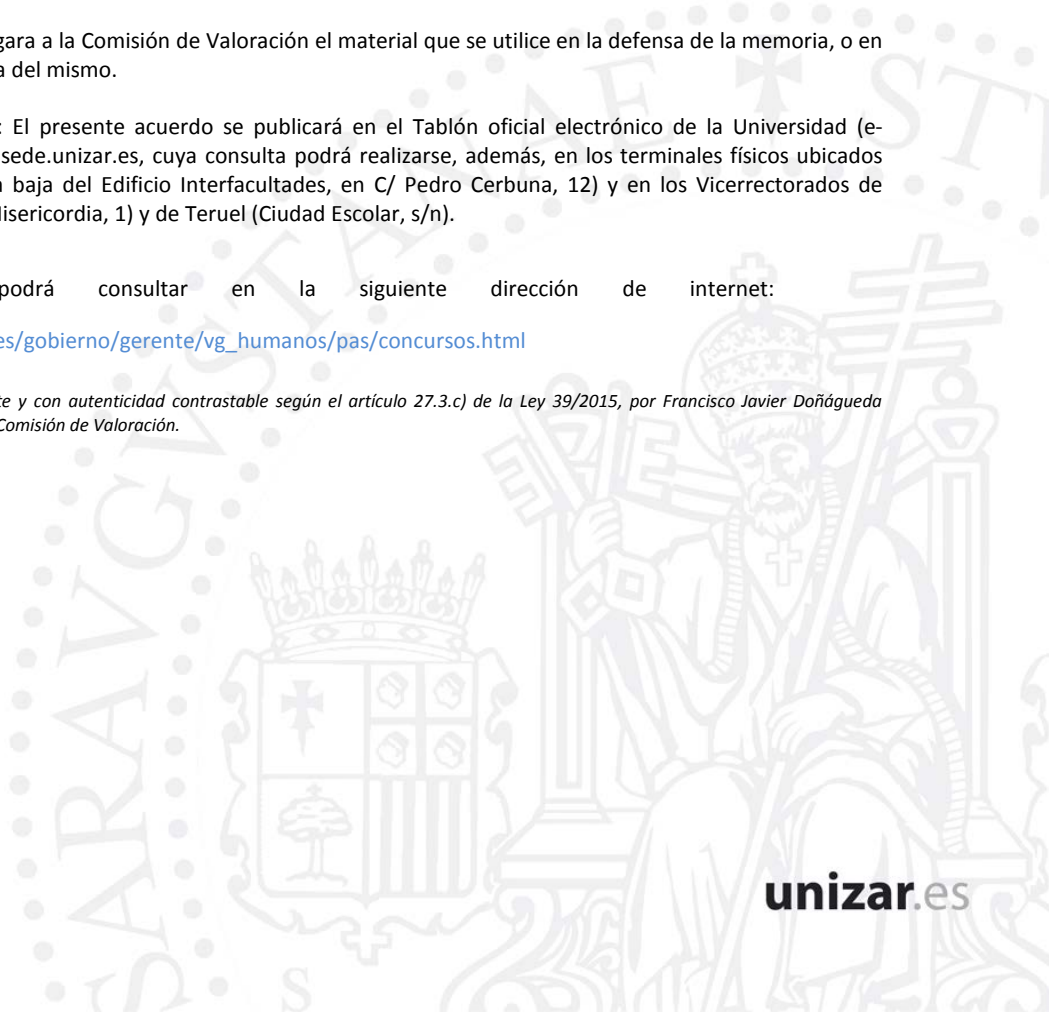 gara a la Comisión de Valoración el material que se utilice en la defensa de la memoria, o en
a del mismo.
: El presente acuerdo se publicará en el Tablón oficial electrónico de la Universidad (e-
sede.unizar.es, cuya consulta podrá realizarse, además, en los terminales físicos ubicados
baja del Edificio Interfacultades, en C/ Pedro Cerbuna, 12) y en los Vicerrectorados de
isericordia, 1) y de Teruel (Ciudad Escolar, s/n).
podrá consultar en la siguiente dirección de internet:
es/gobierno/gerente/vg_humanos/pas/concursos.html
te y con autenticidad contrastable según el artículo 27.3.c) de la Ley 39/2015, por Francisco Javier Doñágueda
Comisión de Valoración.
SARAVGVSTANAE STV
S
unizar.es